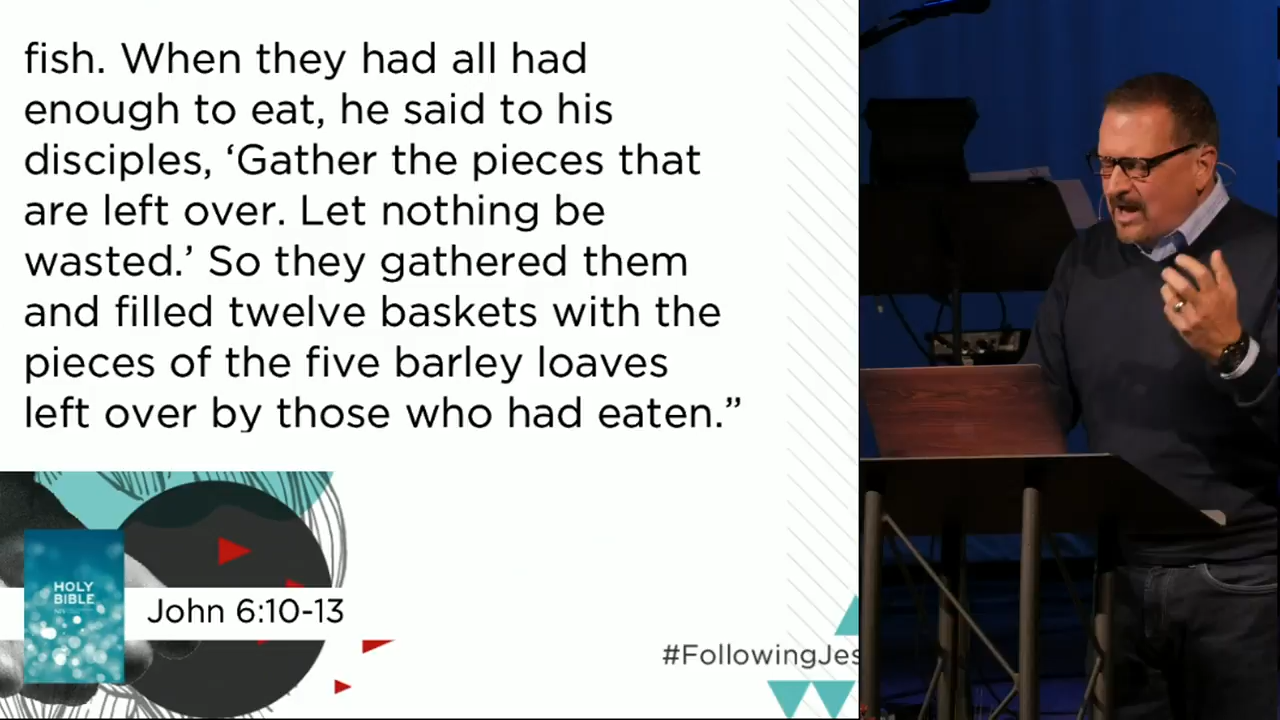 fish. When they had all had
enough to eat, he said to his
disciples, ‘Gather the pieces that
are left over. Let nothing be
wasted.’ So they gathered them
and filled twelve baskets with the
pieces of the five barley loaves
left over by those who had eaten.”
HOLY
BIBLE
John 6:10-13
#FollowingJes